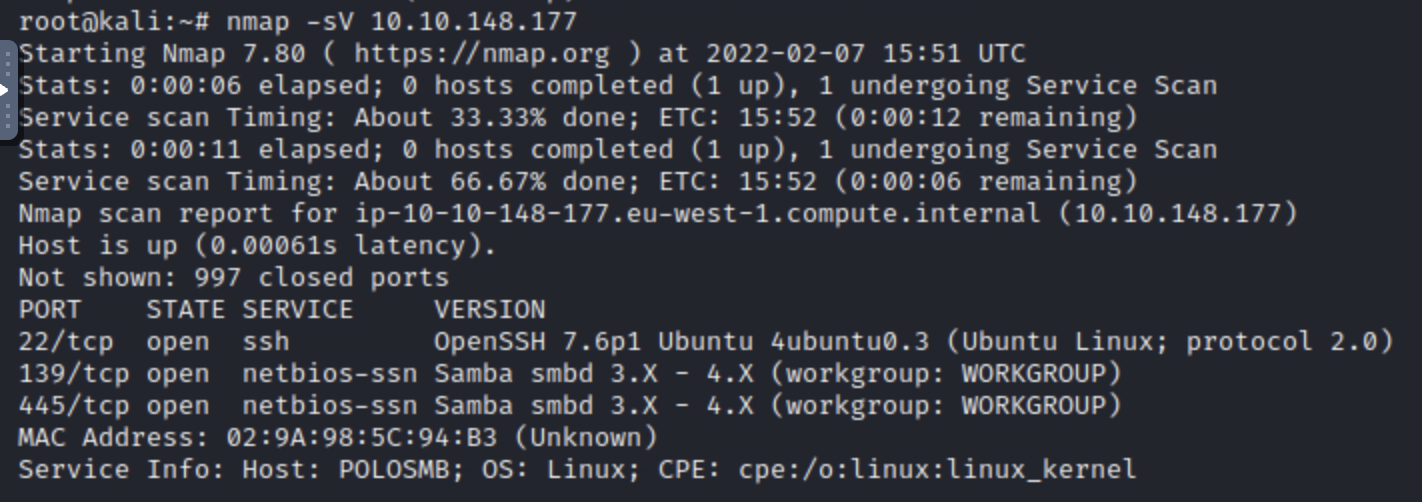 root@kali:~# nmap -sV 10.10.148.177
Starting Nmap 7.80 ( https://nmap.org ) at 2022-02-07 15:51 UTC
Stats: 0:00:06 elapsed; 0 hosts completed (1 up), 1 undergoing Service Scan
Service scan Timing: About 33.33% done; ETC: 15:52 (0:00:12 remaining)
Stats: 0:00:11 elapsed; 0 hosts completed (1 up), 1 undergoing Service Scan
Service scan Timing: About 66.67% done; ETC: 15:52 (0:00:06 remaining)
Nmap scan report for ip-10-10-148-177.eu-west-1.compute.internal (10.10.148.177)
Host is up (0.00061s latency).
Not shown: 997 closed ports
PORT    STATE SERVICE     VERSION
22/tcp  open  ssh         OpenSSH 7.6p1 Ubuntu 4ubuntu0.3 (Ubuntu Linux; protocol 2.0)
139/tcp open  netbios-ssn Samba smbd 3.X - 4.X (workgroup: WORKGROUP)
445/tcp open  netbios-ssn Samba smbd 3.X - 4.X (workgroup: WORKGROUP)
MAC Address: 02:9A:98:5C:94:B3 (Unknown)
Service Info: Host: POLOSMB; OS: Linux; CPE: cpe:/o:linux:linux_kernel